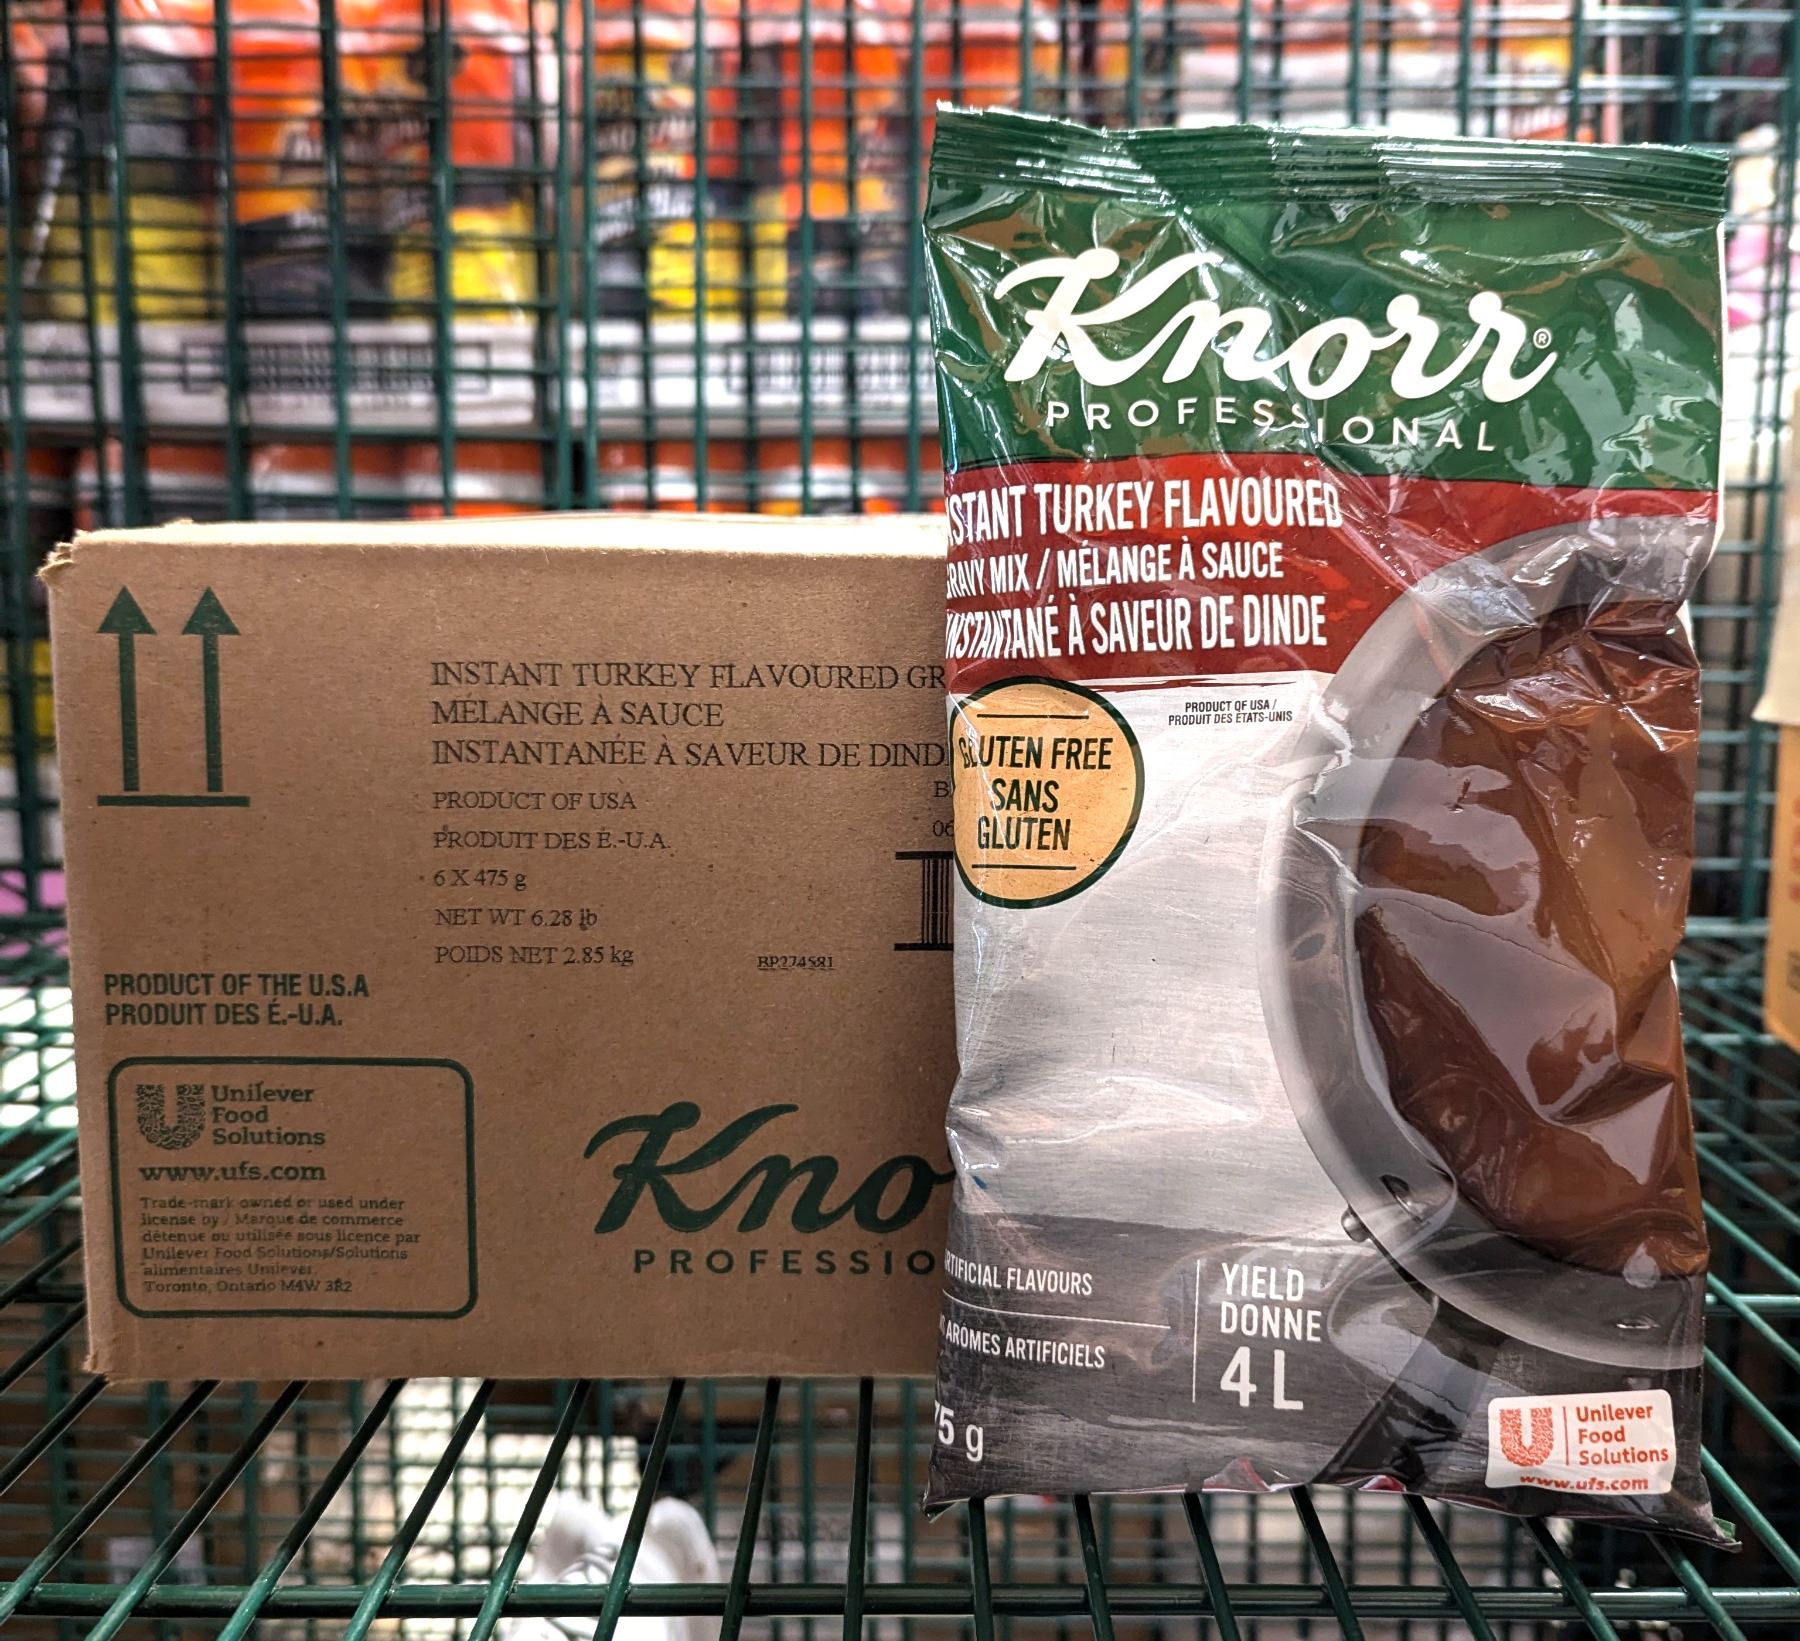 INSTANT TURKEY FLAVOURED GR
MÉLANGE À SAUCE
INSTANTANÉE À SAVEUR DE DIND
PRODUCT OF USA
PRODUIT DES É.-U.A.
6 X 475 g
NET WT 6.28 lb
POIDS NET 2.85 kg
BP274581
06
PRODUCT OF THE U.S.A
PRODUIT DES É.-U.A.
Unilever
Food
Solutions
www.ufs.com
Trade-mark owned or used under
license by / Marque de commerce
détenue ou utilisée sous licence par
Unilever Food Solutions/Solutions
alimentaires Unilever,
Toronto, Ontario M4W 3R2
Kno
PROFESSIO
Knorr®
PROFESSIONAL
STANT TURKEY FLAVOURED
RAVY MIX / MÉLANGE À SAUCE
INSTANTANÉ À SAVEUR DE DINDE
GLUTEN FREE
SANS
GLUTEN
PRODUCT OF USA /
PRODUIT DES ÉTATS-UNIS
RTIFICIAL FLAVOURS
ARÔMES ARTIFICIELS
YIELD
DONNE
4 L
75 g
Unilever
Food
Solutions
www.ufs.com